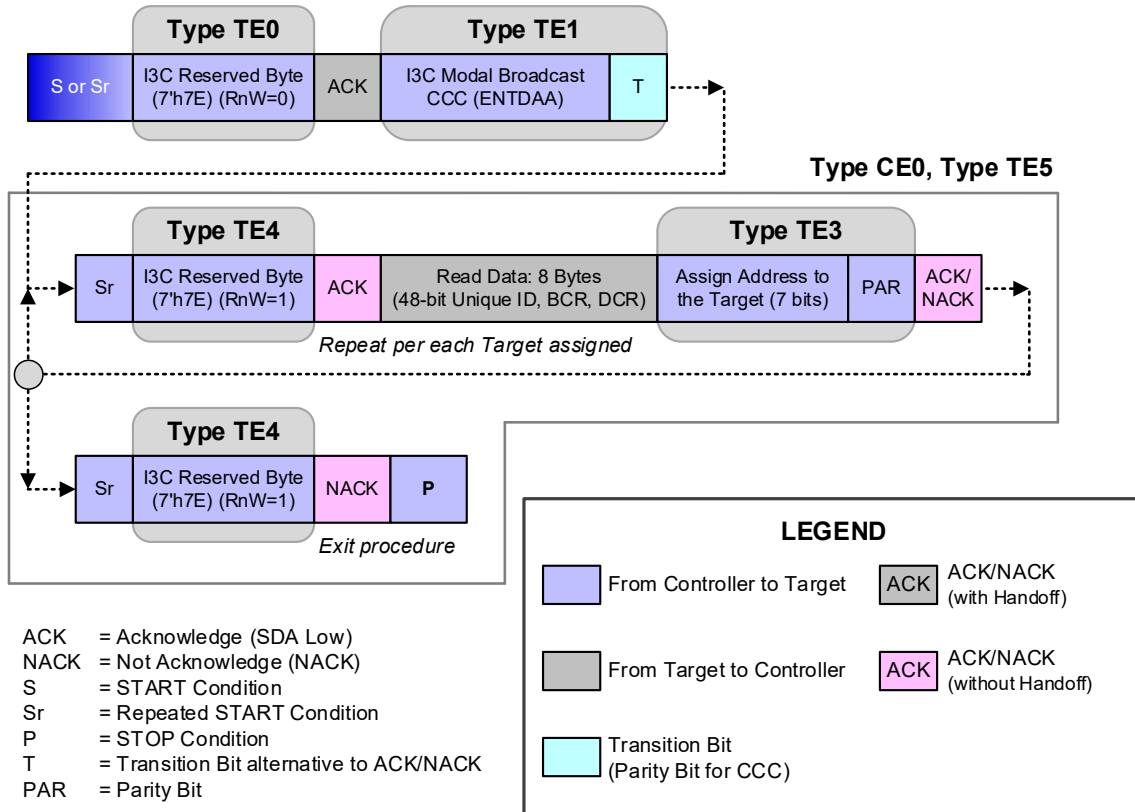 Type TE0
Type TE1
S or Sr
I3C Reserved Byte
(7'h7E) (RnW=0)
ACK
I3C Modal Broadcast
CCC (ENTDAA)
T
Type CE0, Type TE5
Type TE4
Type TE3
Sr
I3C Reserved Byte
(7'h7E) (RnW=1)
ACK
Read Data: 8 Bytes
(48-bit Unique ID, BCR, DCR)
Assign Address to
the Target (7 bits)
PAR
ACK/
NACK
Repeat per each Target assigned
Type TE4
Sr
I3C Reserved Byte
(7'h7E) (RnW=1)
NACK
P
Exit procedure
LEGEND
From Controller to Target
ACK
ACK/NACK
(with Handoff)
From Target to Controller
ACK
ACK/NACK
(without Handoff)
Transition Bit
(Parity Bit for CCC)
ACK = Acknowledge (SDA Low)
NACK = Not Acknowledge (NACK)
S = START Condition
Sr = Repeated START Condition
P = STOP Condition
T = Transition Bit alternative to ACK/NACK
PAR = Parity Bit